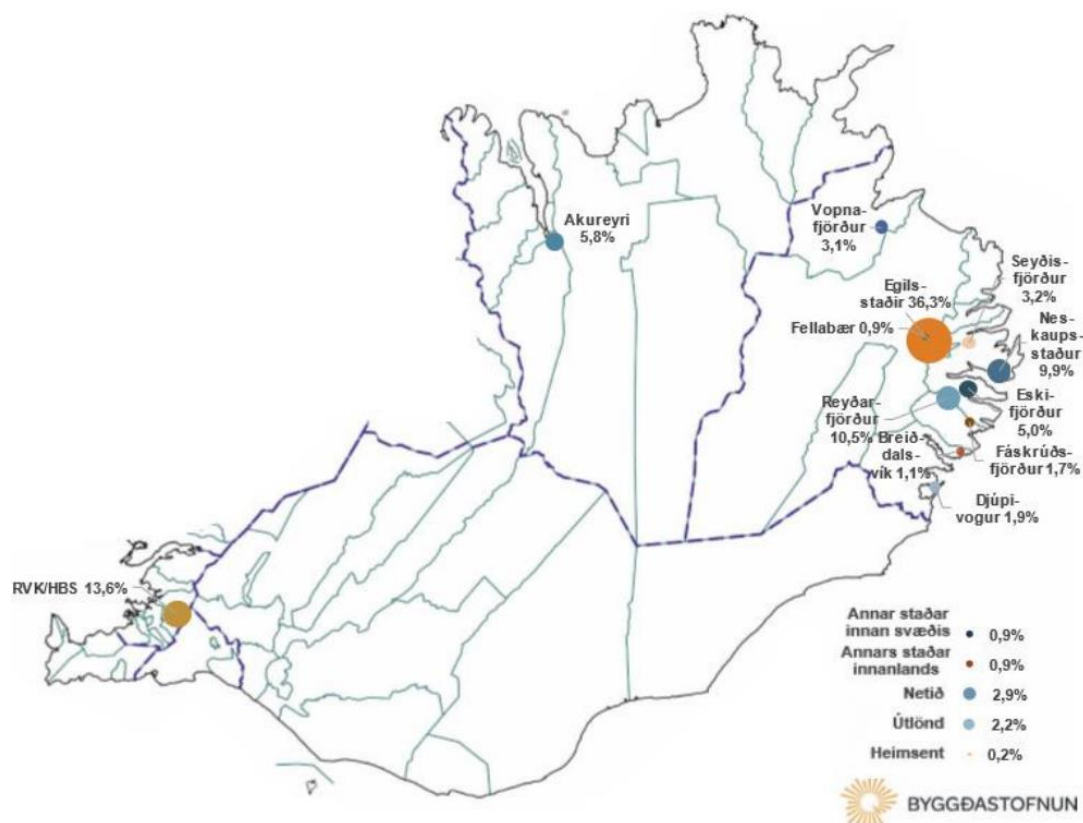 Akureyri
5,8%
Vopna-
fjörður
3,1%
Seyðis-
fjörður
3,2%
Egils-
staðir 36,3%
Fellabær 0,9%
Nes-
kaups-
staður
9,9%
Reyðar-
fjörður
10,5%
Eski-
fjörður
5,0%
Breið-
dals-
vík 1,1%
Fáskrúðs-
fjörður 1,7%
Djúpi-
vogur 1,9%
RVK/HBS 13,6%
Annar staðar
innan svæðis 0,9%
Annars staðar
innanlands 0,9%
Netið 2,9%
Útlönd 2,2%
Heimsent 0,2%
BYGGÐASTOFNUN